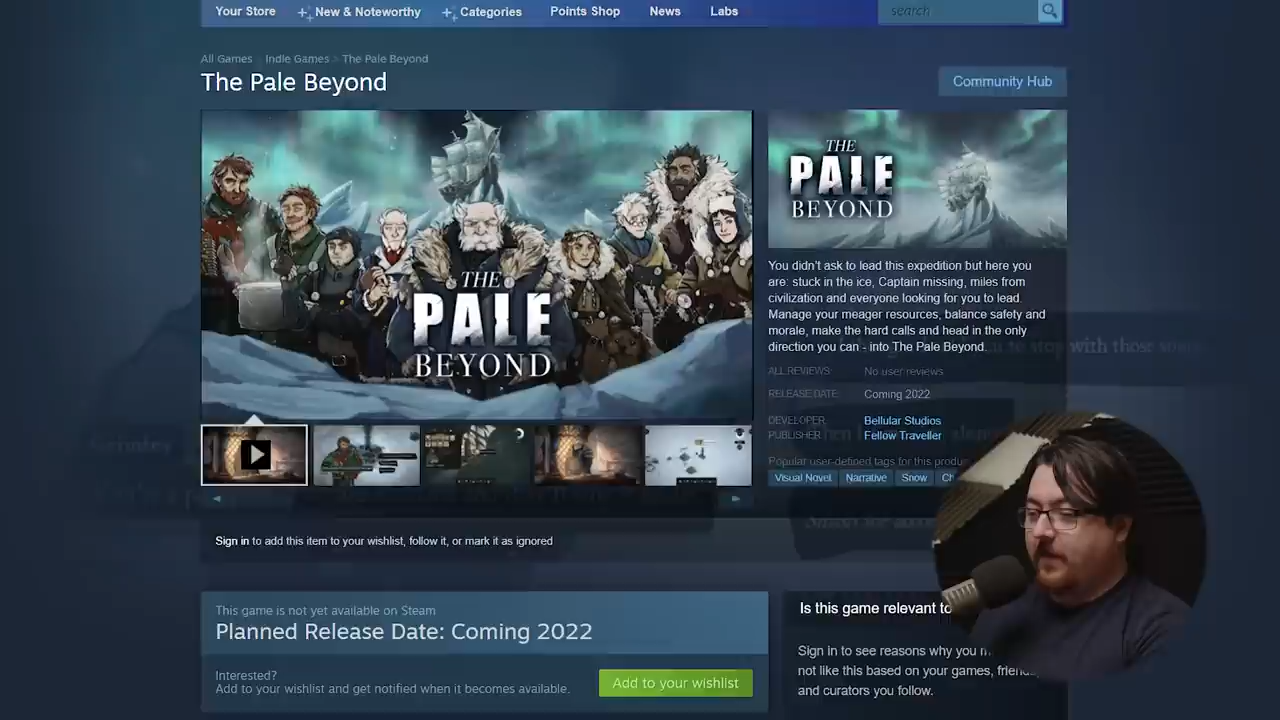 Your Store
New & Noteworthy
Categories
Points Shop
News
Labs
search
All Games > Indie Games > The Pale Beyond
The Pale Beyond
Community Hub
THE
PALE
BEYOND
THE
PALE
BEYOND
You didn't ask to lead this expedition but here you
are: stuck in the ice, Captain missing, miles from
civilization and everyone looking for you to lead.
Manage your meager resources, balance safety and
morale, make the hard calls and head in the only
direction you can - into The Pale Beyond.
to stop with those
ALL REVIEWS: No user reviews
RELEASE DATE: Coming 2022
DEVELOPER: Bellular Studios
PUBLISHER: Fellow Traveller
Popular user-defined tags for this produ
Visual Novel Narrative Snow Ch
Sign in to add this item to your wishlist, follow it, or mark it as ignored
This game is not yet available on Steam
Planned Release Date: Coming 2022
Interested?
Add to your wishlist and get notified when it becomes available.
Add to your wishlist
Is this game relevant to
Sign in to see reasons why you m
not like this based on your games, friends,
and curators you follow.